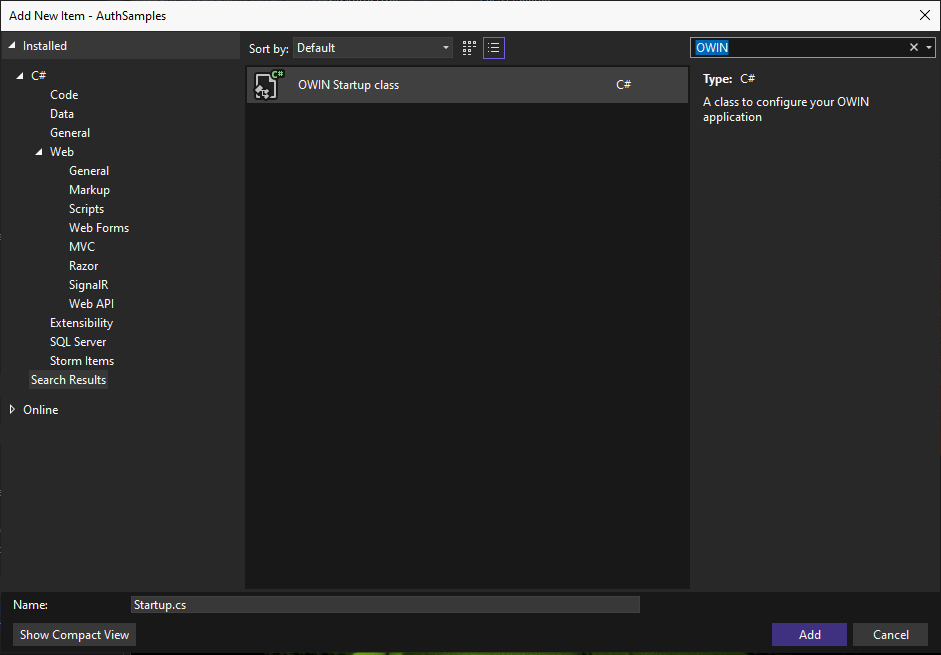 Add New Item - AuthSamples
Installed
C#
Code
Data
General
Web
General
Markup
Scripts
Web Forms
MVC
Razor
SignalR
Web API
Extensibility
SQL Server
Storm Items
Search Results
Online
Sort by: Default
C#
OWIN Startup class C#
OWIN
Type: C#
A class to configure your OWIN
application
Name: Startup.cs
Show Compact View
Add Cancel